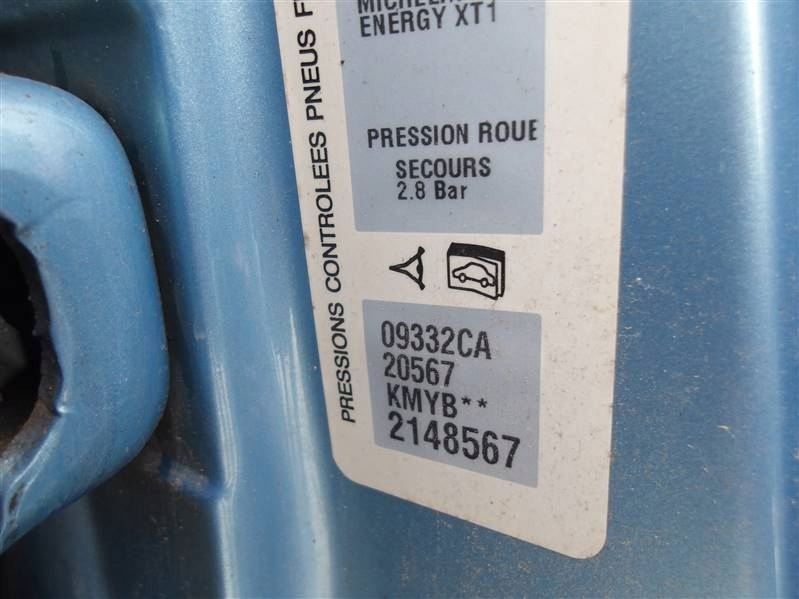 ENERGY XT1
PRESSION ROUE
SECOURS
2.8 Bar
PRESSIONS CONTROLEES PNEUS
09332CA
20567
KMYB**
2148567